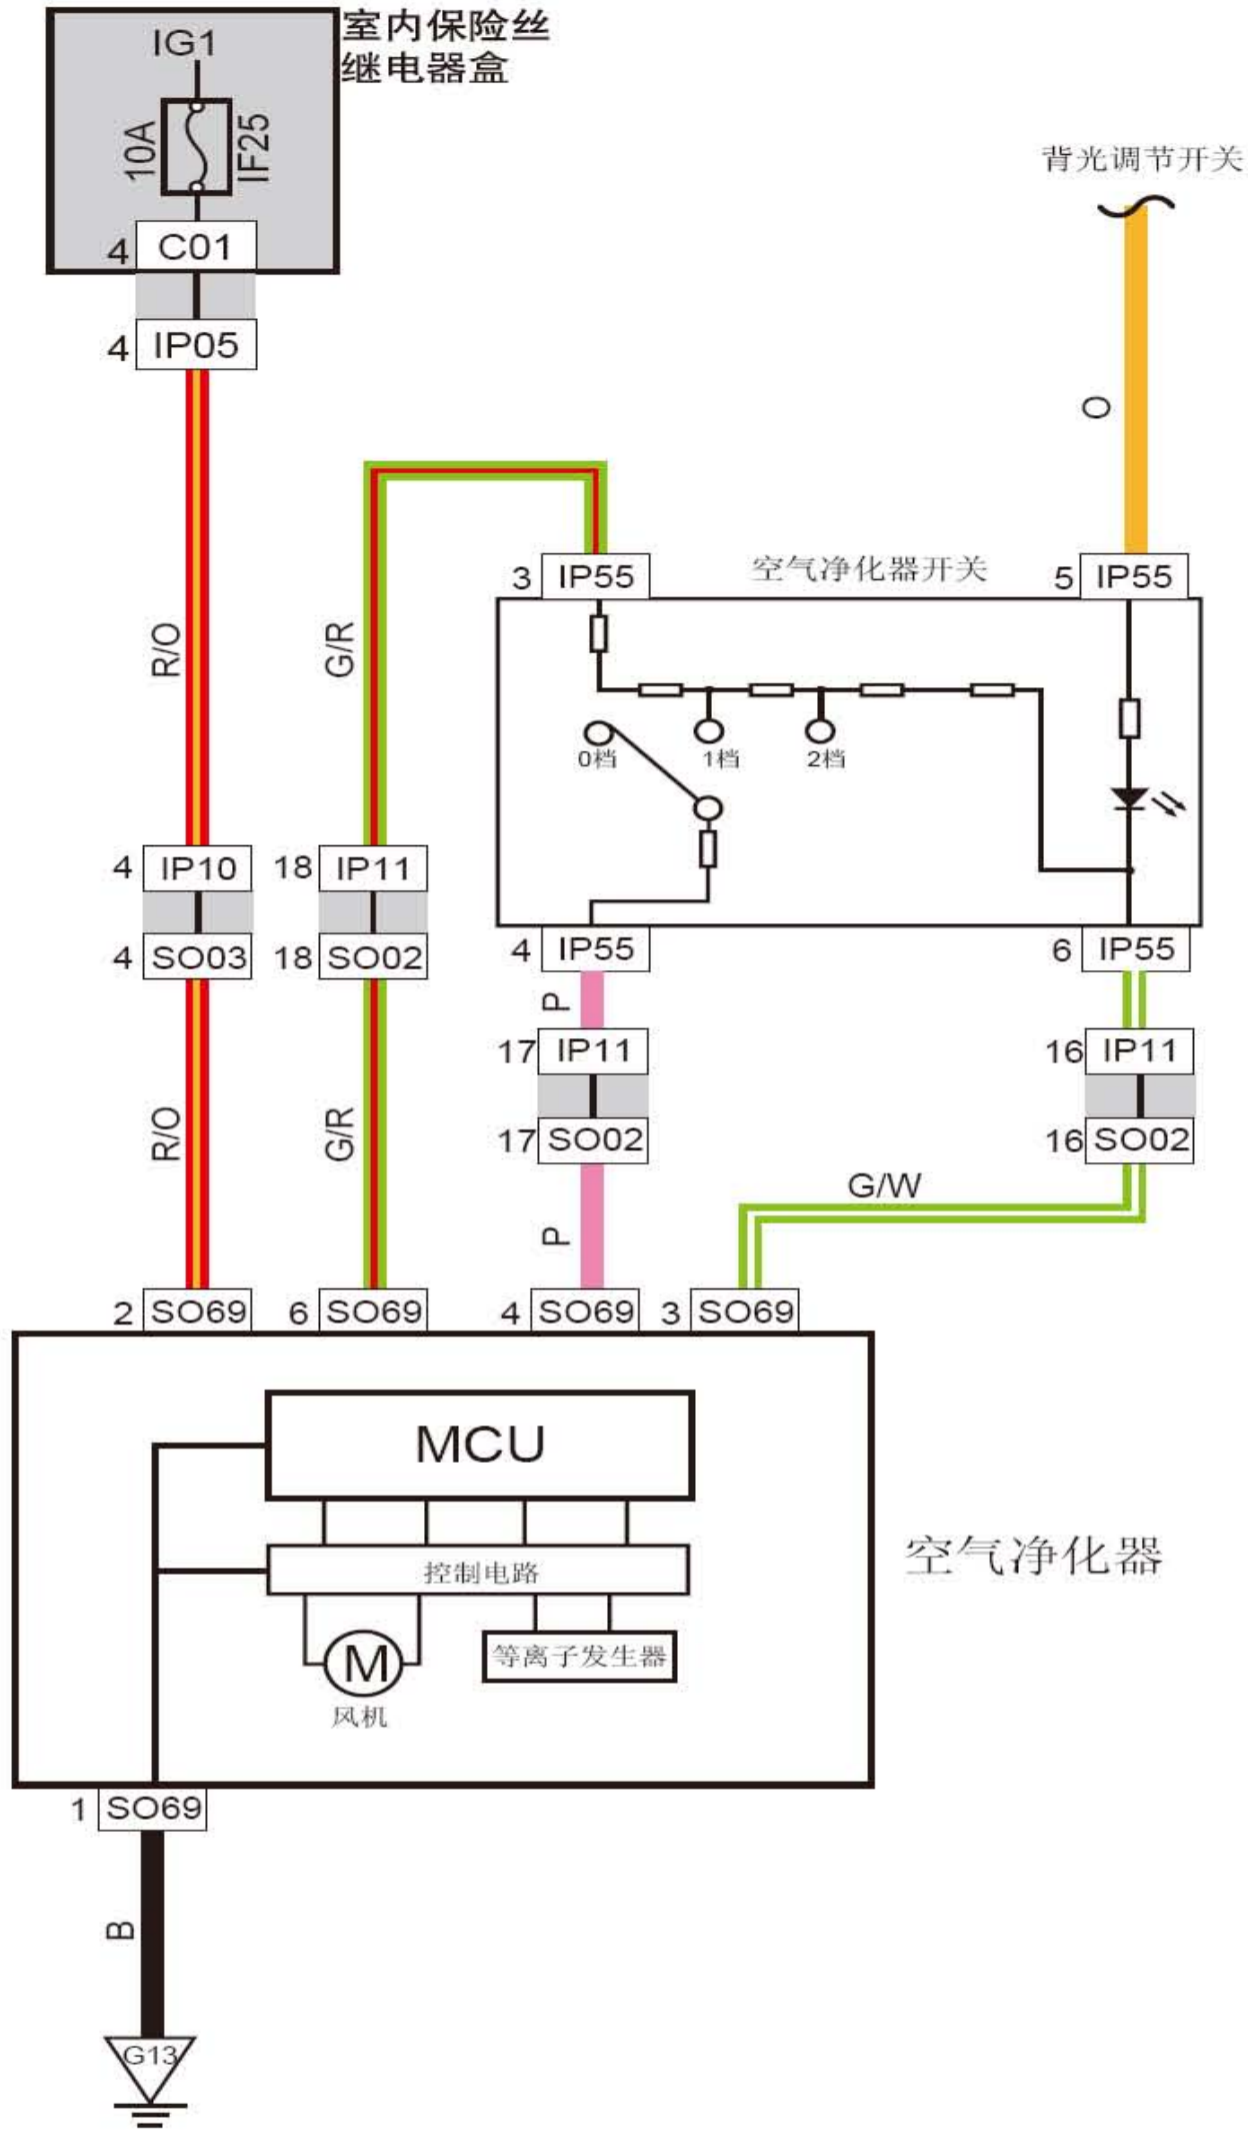 室内保险丝
继电器盒
IG1
10A
IF25
4 C01
4 IP05
背光调节开关
O
3 IP55
空气净化器开关
5 IP55
R/O
G/R
0档
1档
2档
4 IP10
18 IP11
4 SO03
18 SO02
4 IP55
6 IP55
P
17 IP11
16 IP11
17 SO02
16 SO02
R/O
G/R
P
G/W
2 SO69
6 SO69
4 SO69
3 SO69
MCU
控制电路
空气净化器
M
等离子发生器
风机
1 SO69
B
G13